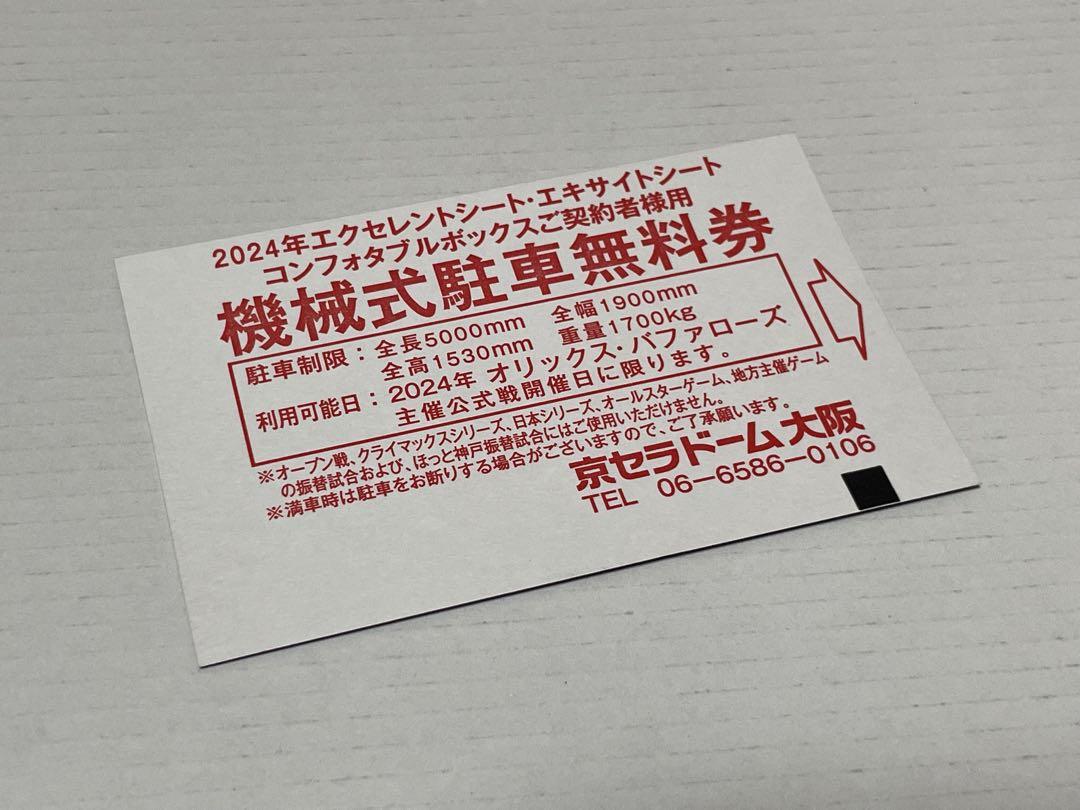 2024年エクセレントシート・エキサイトシート
コンフォタブルボックスご契約者様用
機械式駐車無料券
駐車制限：全長5000mm 全幅1900mm
全高1530mm 重量1700kg
利用可能日：2024年 オリックス・バファローズ
主催公式戦開催日に限ります。
※オープン戦、クライマックスシリーズ、日本シリーズ、オールスターゲーム、地方主催ゲーム
の振替試合および、ほっと神戸振替試合にはご使用いただけません。
※満車時は駐車をお断りする場合がございますので、ご了承願います。
京セラドーム大阪
TEL 06-6586-0106